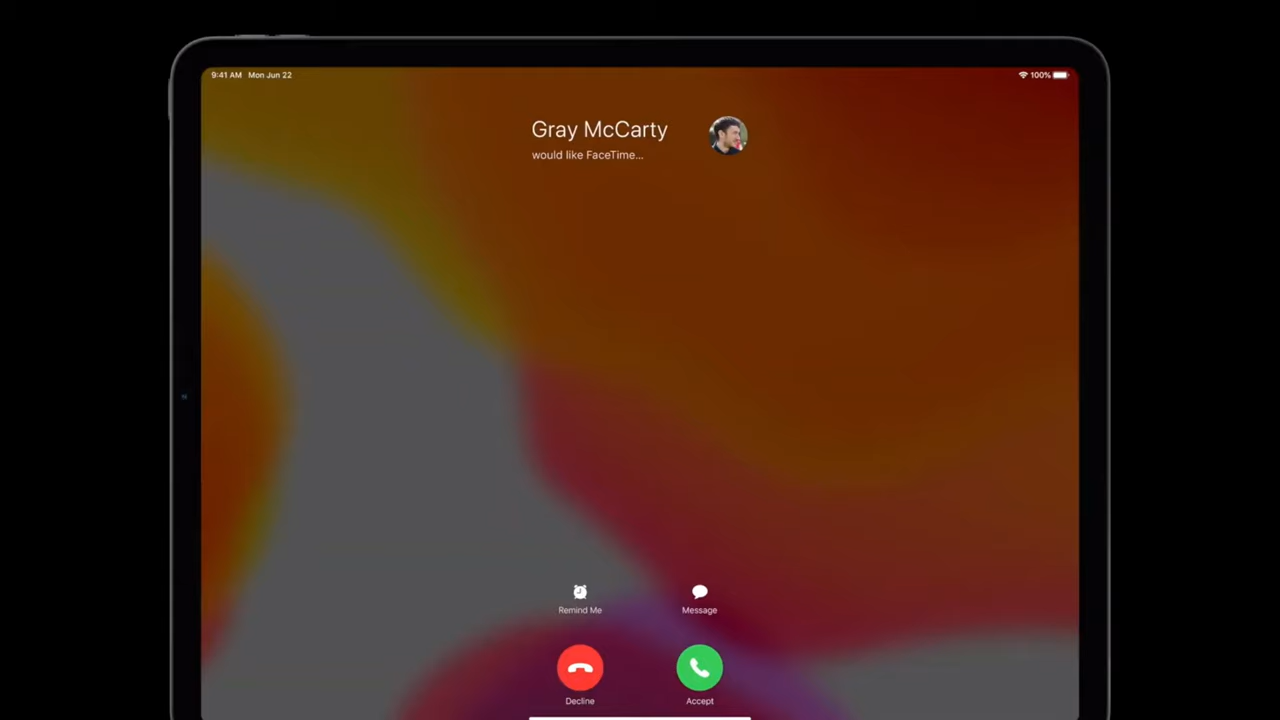 9:41 AM Mon Jun 22
100%
Gray McCarty
would like FaceTime...
Remind Me
Message
Decline
Accept